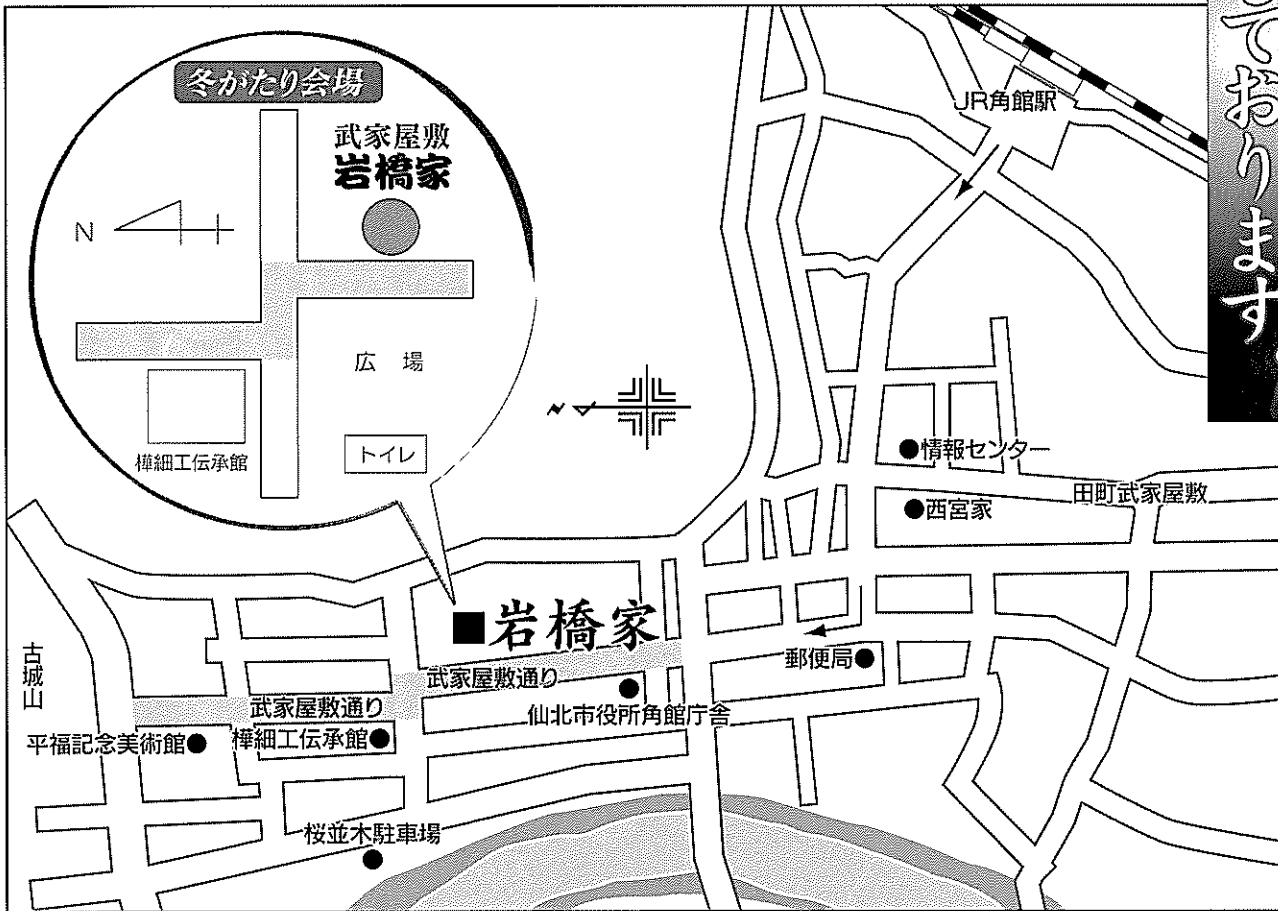 冬がたり会場
武家屋敷
岩橋家
N
広場
樺細工伝承館
トイレ
JR角館駅
ております
情報センター
西宮家
田町武家屋敷
N
岩橋家
郵便局
武家屋敷通り
仙北市役所角館庁舎
古城山
武家屋敷通り
平福記念美術館
樺細工伝承館
桜並木駐車場